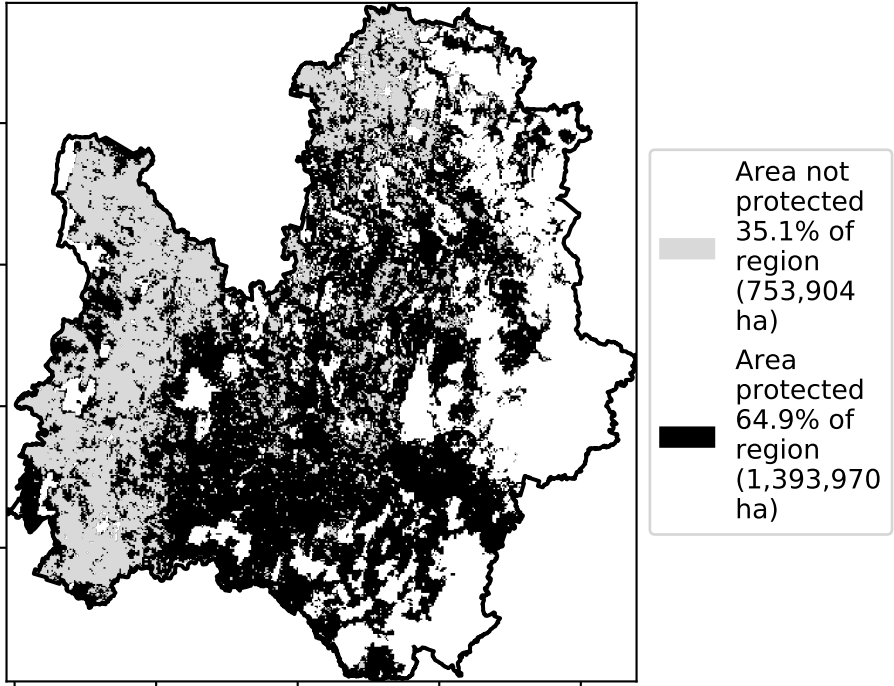 Area not
protected
35.1% of
region
(753,904
ha)
Area
protected
64.9% of
region
(1,393,970
ha)